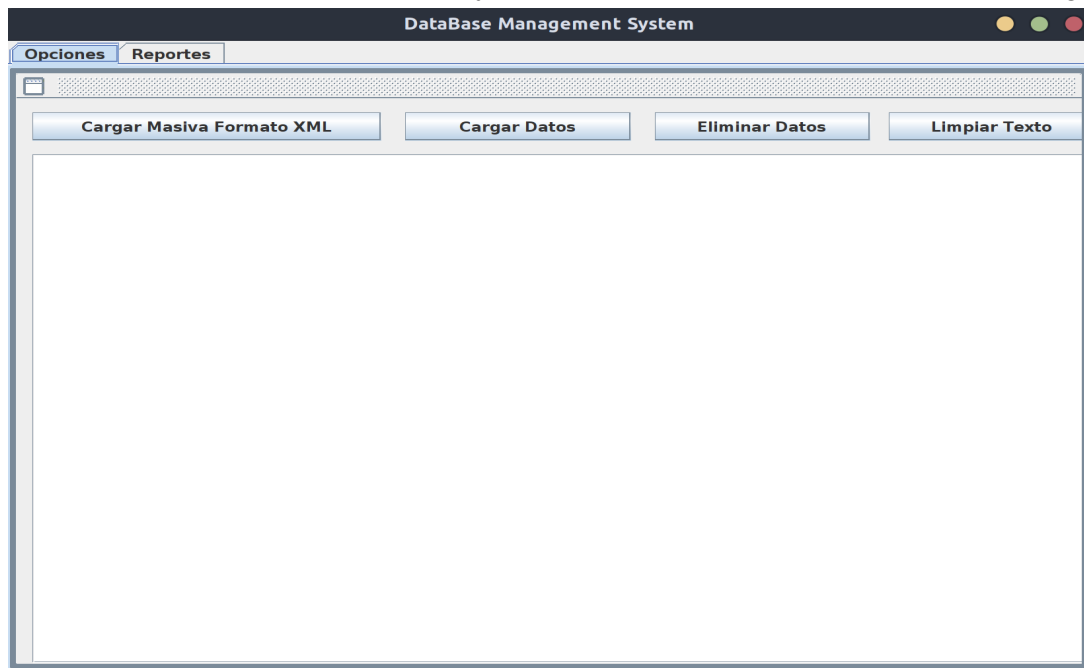 DataBase Management System
Opciones Reportes
Cargar Masiva Formato XML Cargar Datos Eliminar Datos Limpiar Texto